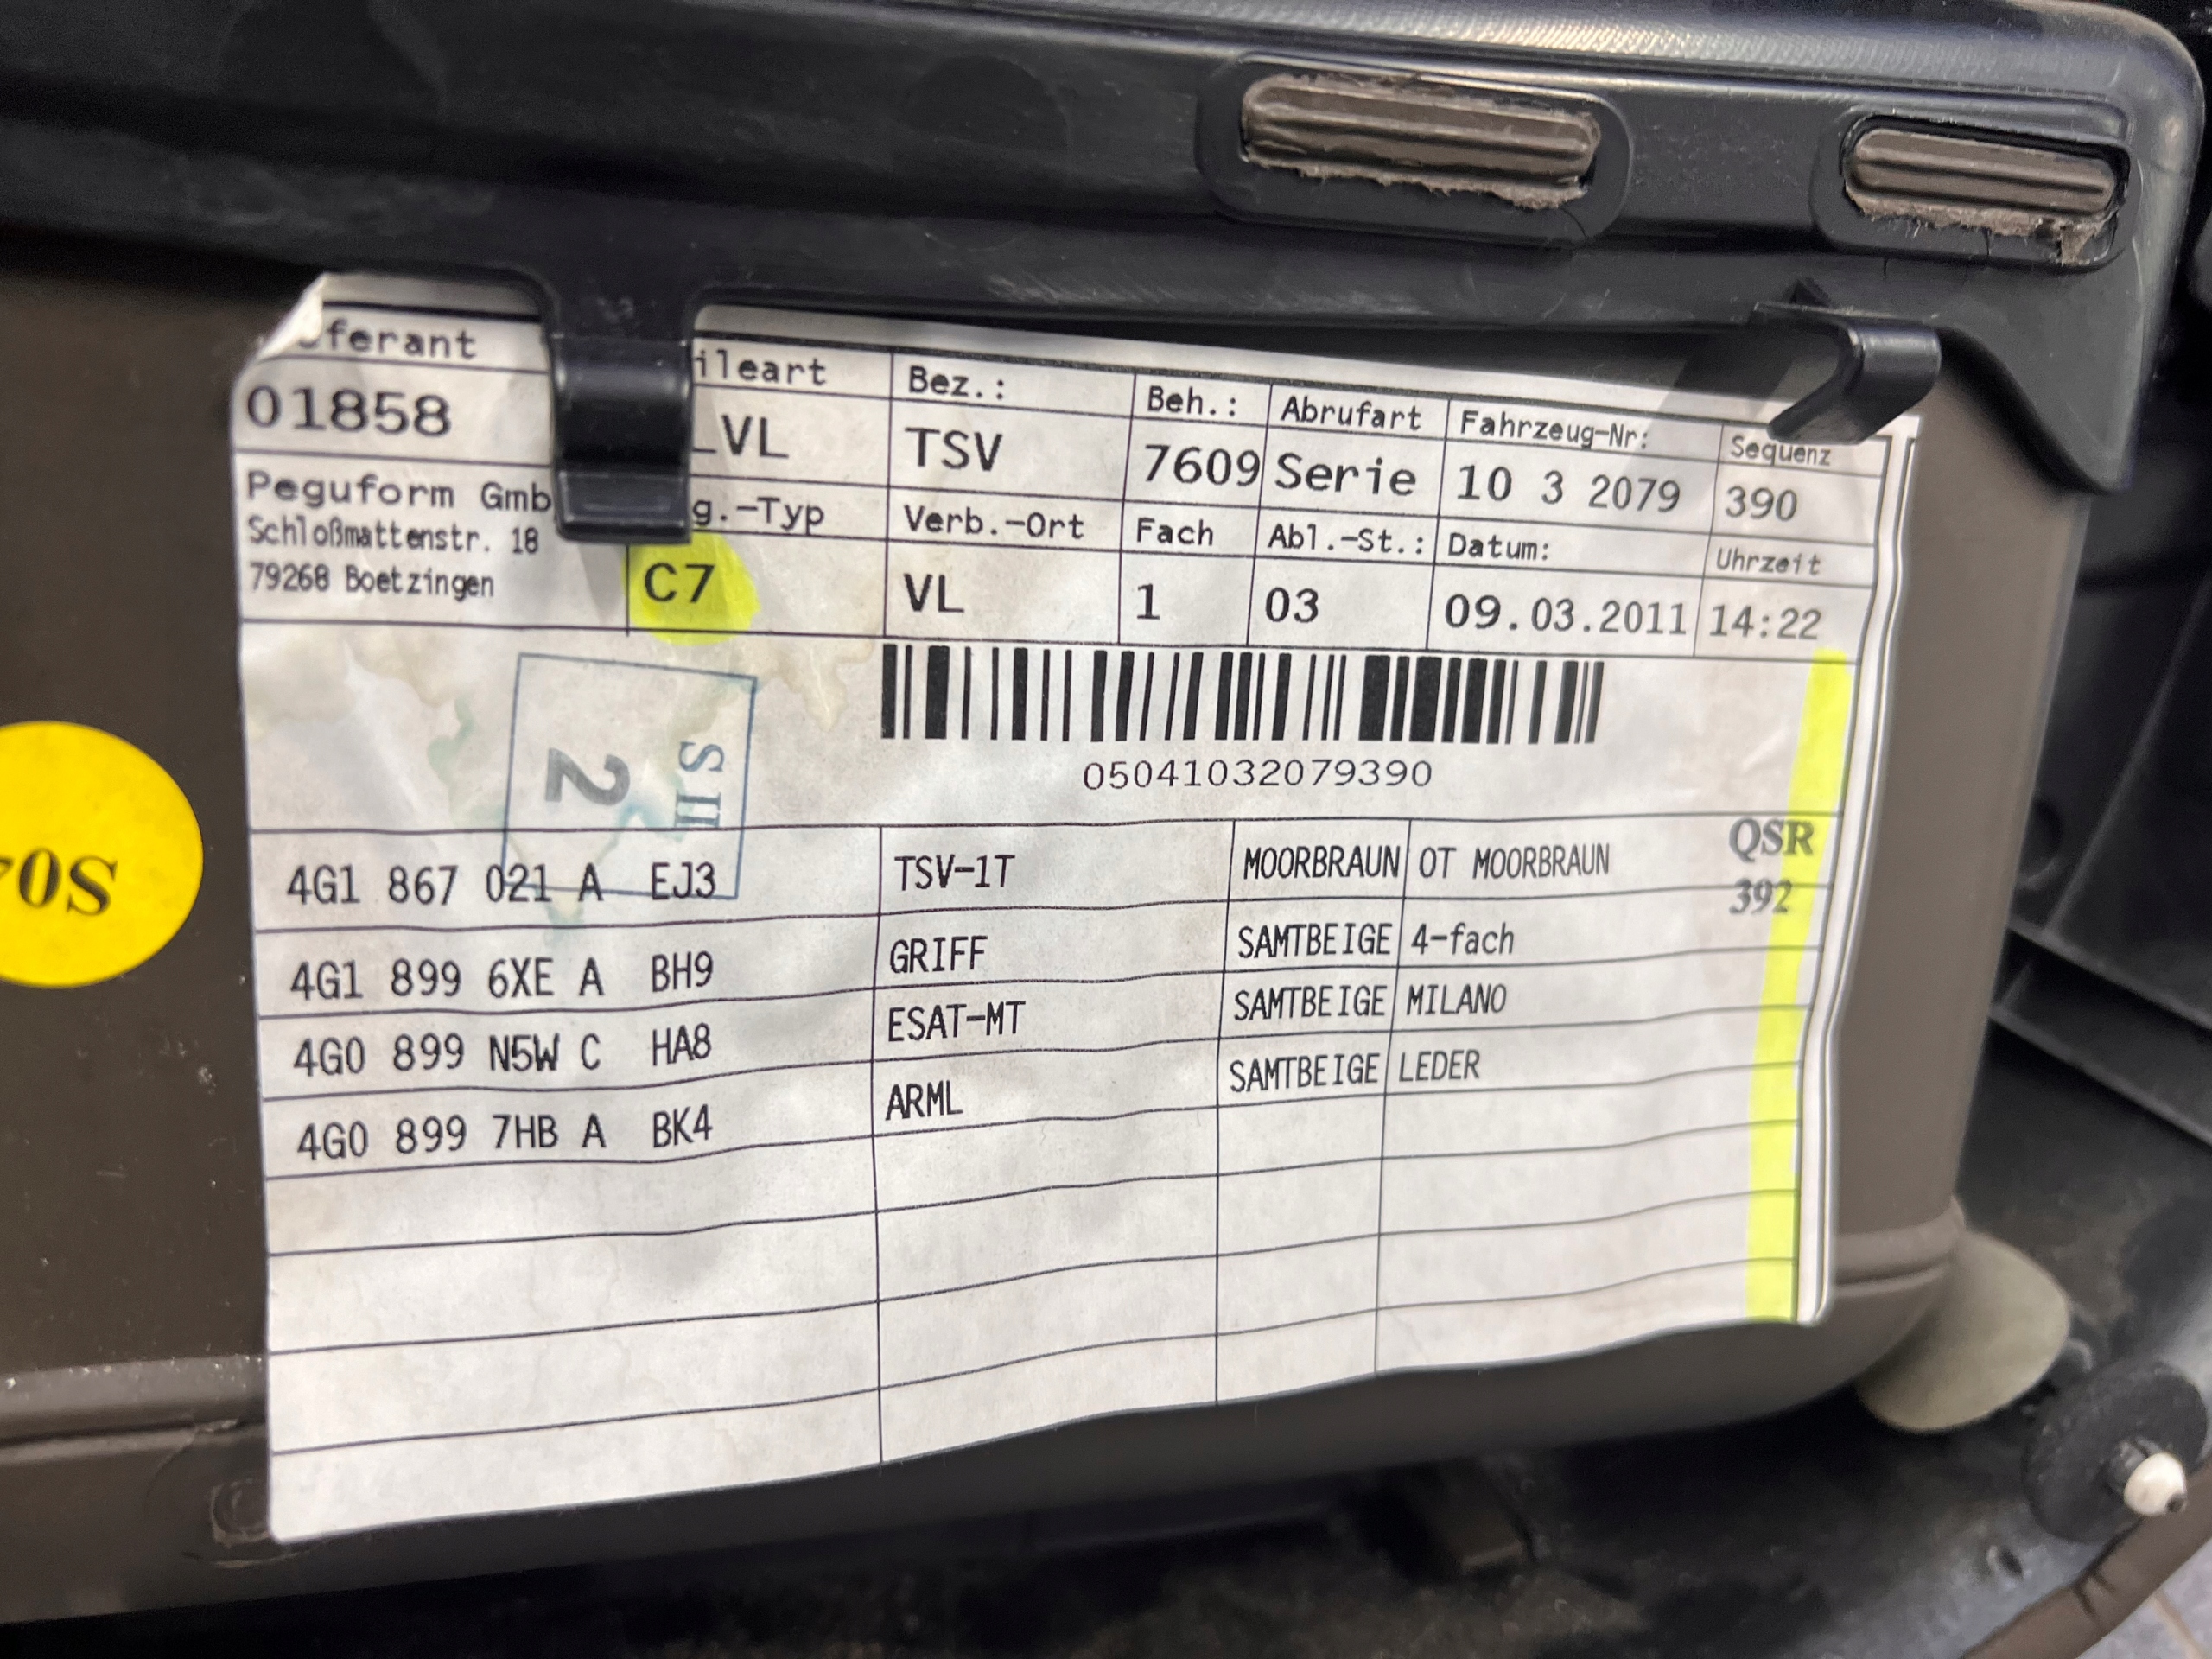 ferant ileart Bez.: Beh.: Abrufart Fahrzeug-Nr: Sequenz
01858 _VL TSV 7609 Serie 10 3 2079 390
Peguform Gmb g.-Typ Verb.-Ort Fach Abl.-St.: Datum: Uhrzeit
Schloßmattenstr. 18
79268 Boetzingen C7 VL 1 03 09.03.2011 14:22
S II
2
05041032079390
QSR
392
4G1 867 021 A EJ3 TSV-1T MOORBRAUN OT MOORBRAUN
4G1 899 6XE A BH9 GRIFF SAMTBEIGE 4-fach
4G0 899 N5W C HA8 ESAT-MT SAMTBEIGE MILANO
4G0 899 7HB A BK4 ARML SAMTBEIGE LEDER